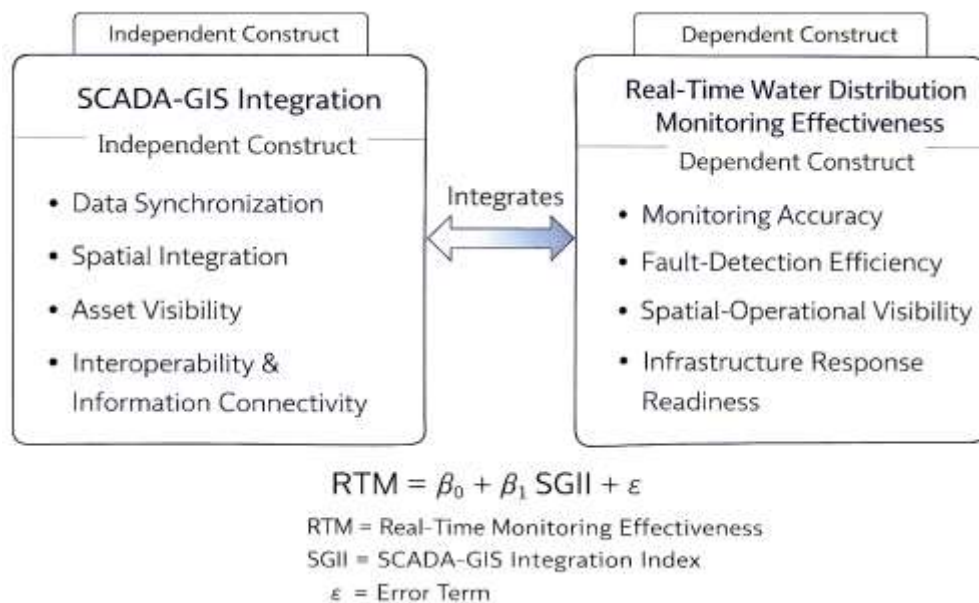 Independent Construct
SCADA-GIS Integration
Independent Construct
• Data Synchronization
• Spatial Integration
• Asset Visibility
• Interoperability &
Information Connectivity
Integrates
Dependent Construct
Real-Time Water Distribution
Monitoring Effectiveness
Dependent Construct
• Monitoring Accuracy
• Fault-Detection Efficiency
• Spatial-Operational Visibility
• Infrastructure Response
Readiness
RTM = β₀ + β₁ SGII + ε
RTM = Real-Time Monitoring Effectiveness
SGII = SCADA-GIS Integration Index
ε = Error Term